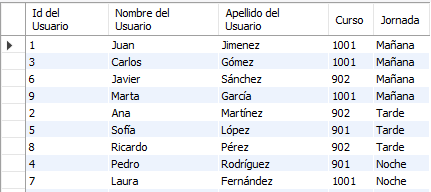 Id del Usuario Nombre del Usuario Apellido del Usuario Curso Jornada
1 Juan Jimenez 1001 Mañana
3 Carlos Gómez 1001 Mañana
6 Javier Sánchez 902 Mañana
9 Marta García 1001 Mañana
2 Ana Martínez 902 Tarde
5 Sofía López 901 Tarde
8 Ricardo Pérez 902 Tarde
4 Pedro Rodríguez 901 Noche
7 Laura Fernández 1001 Noche